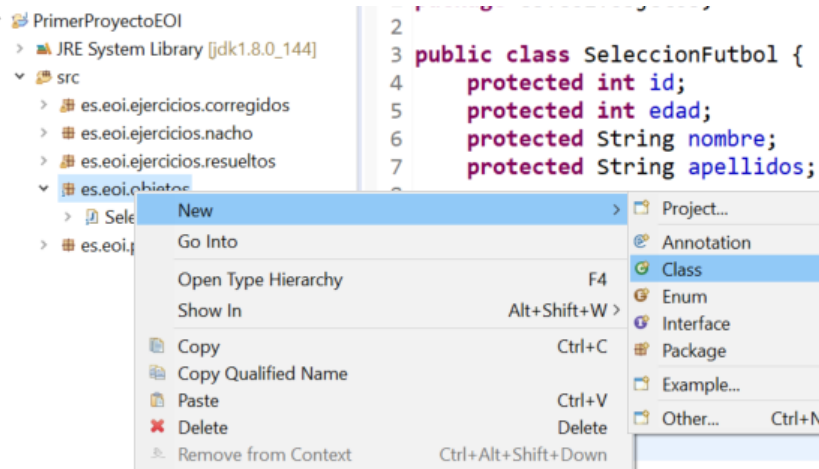 PrimerProyectoEOI
JRE System Library [jdk1.8.0_144]
src
es.eoi.ejercicios.corregidos
es.eoi.ejercicios.nacho
es.eoi.ejercicios.resueltos
es.eoi.objetos
Sele
es.eoi.p
2
3 public class SeleccionFutbol {
4 protected int id;
5 protected int edad;
6 protected String nombre;
7 protected String apellidos;
New
Go Into
Open Type Hierarchy F4
Show In Alt+Shift+W >
Copy Ctrl+C
Copy Qualified Name
Paste Ctrl+V
Delete Delete
Remove from Context Ctrl+Alt+Shift+Down
Project...
Annotation
Class
Enum
Interface
Package
Example...
Other... Ctrl+N